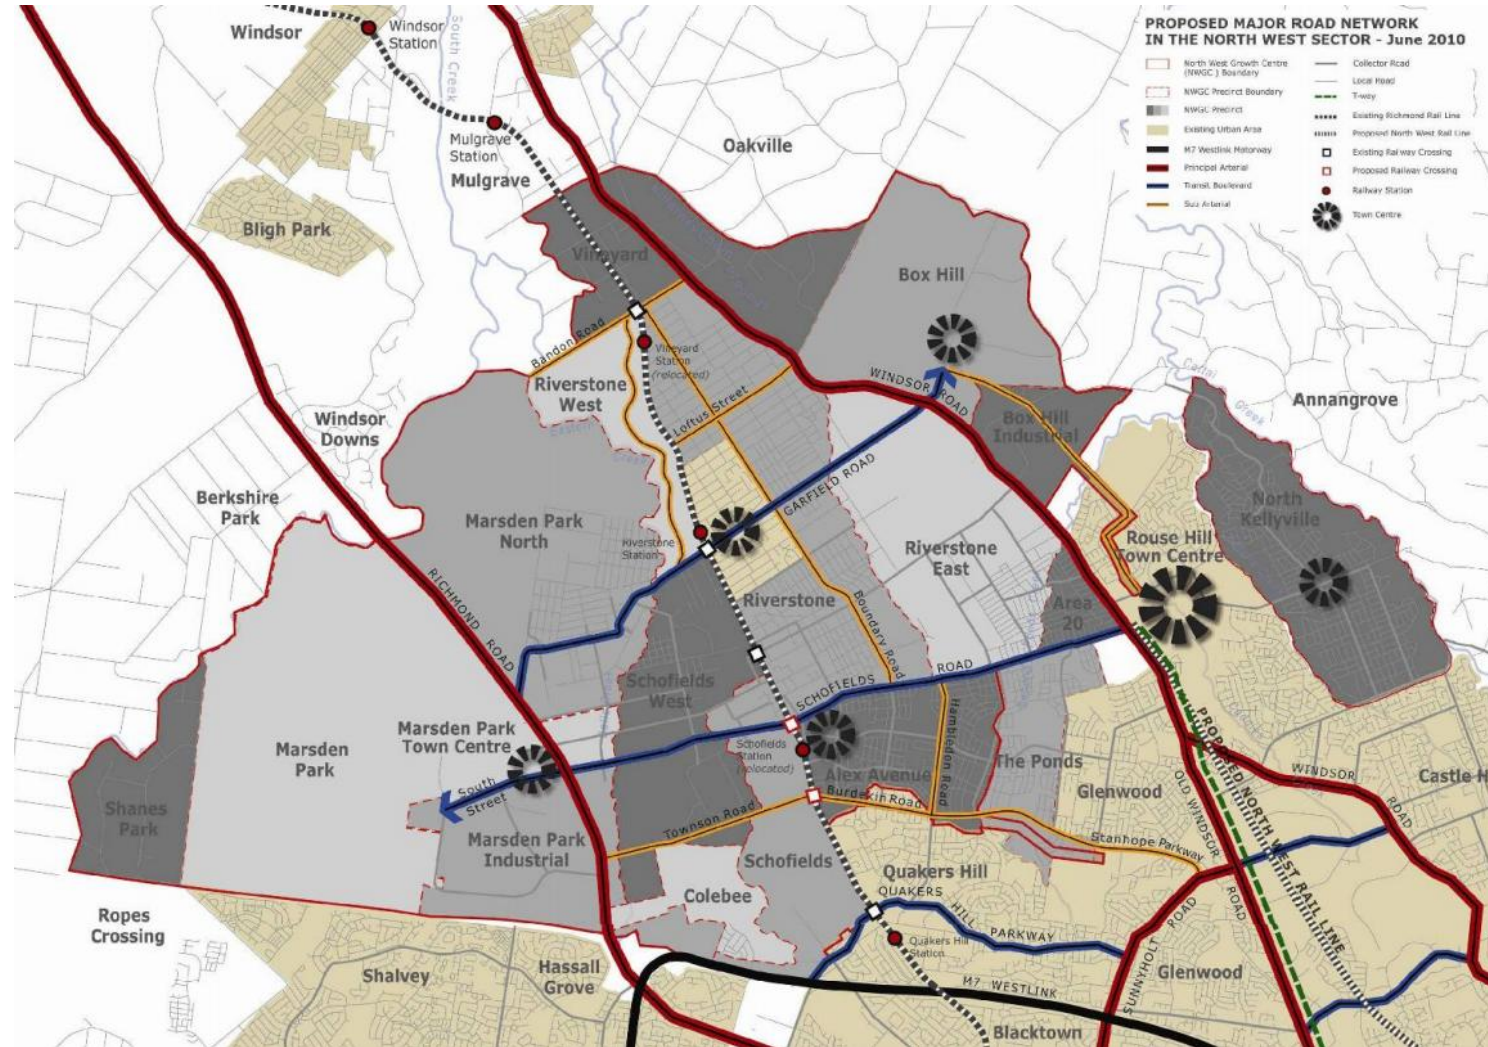 PROPOSED MAJOR ROAD NETWORK
IN THE NORTH WEST SECTOR - June 2010
North West Growth Centre
(NWGC) Boundary
NWGC Precinct Boundary
NWGC Precinct
Existing Urban Area
M7 Westlink Motorway
Principal Arterial
Transit Boulevard
Sub Arterial
Collector Road
Local Road
T-way
Existing Richmond Rail Line
Proposed North West Rail Line
Existing Railway Crossing
Proposed Railway Crossing
Railway Station
Town Centre
Windsor
Windsor
Station
South Creek
Mulgrave
Station
Mulgrave
Oakville
Bligh Park
Vineyard
Box Hill
Bandon Road
Vineyard
Station
(relocated)
Riverstone
West
Loftus Street
WINDSOR ROAD
Box Hill
Industrial
Annangrove
Creek
Windsor
Downs
Eastern
Creek
Berkshire
Park
Marsden Park
North
GARFIELD ROAD
Riverstone
Station
Riverstone
East
North
Kellyville
Rouse Hill
Town Centre
Riverstone
Area
20
Boundary Road
RICHMOND ROAD
Schofields
West
SCHOFIELDS ROAD
Marsden Park
Town Centre
Marsden
Park
South
Street
Schofields
Station
(relocated)
Alex Avenue
Hambledon Road
The Ponds
Glenwood
WINDSOR ROAD
Castle H
OLD WINDSOR ROAD
PROPOSED NORTH WEST RAIL LINE
Shanes
Park
Marsden Park
Industrial
Townson Road
Burdekin Road
Stanhope Parkway
Schofields
Quakers Hill
Colebee
QUAKERS HILL PARKWAY
Quakers Hill
Station
SUNNYHOLT ROAD
Glenwood
Ropes
Crossing
Shalvey
Hassall
Grove
M7 WESTLINK
Blacktown